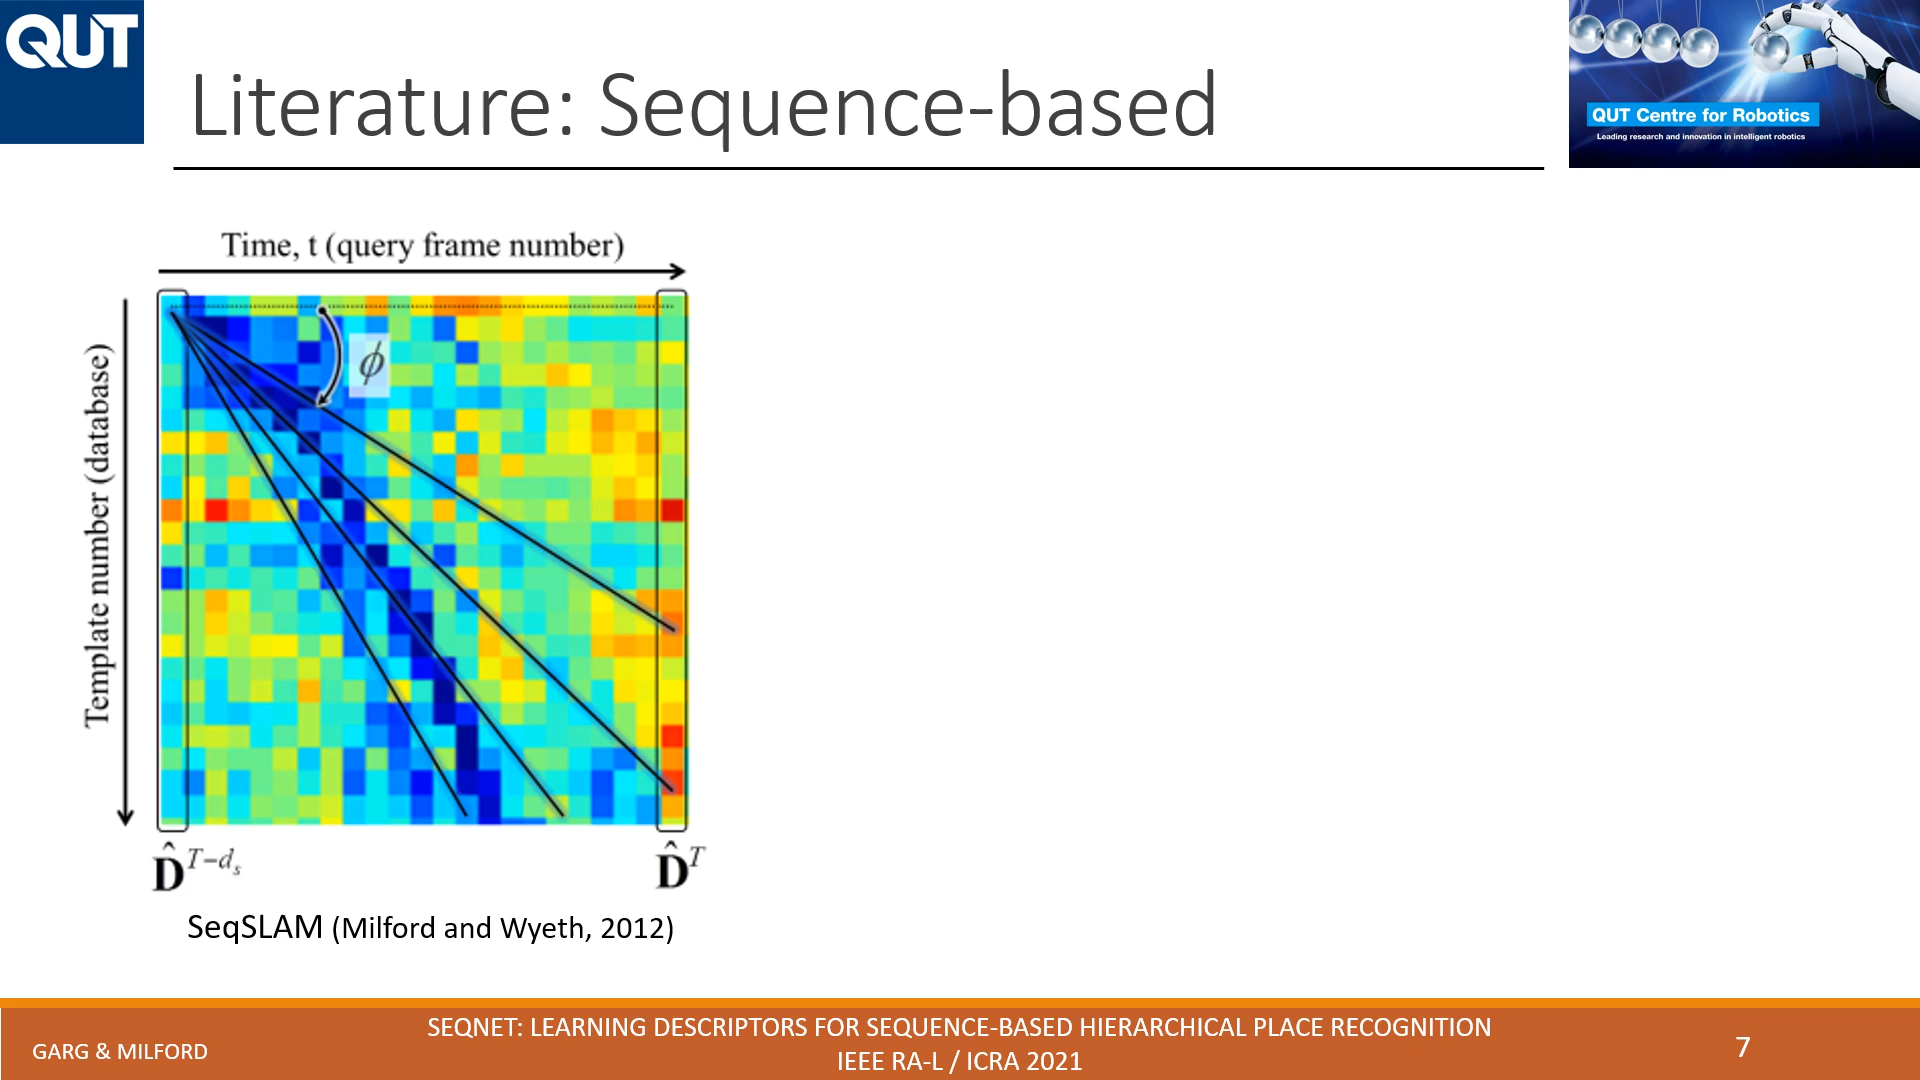 QUT
Literature: Sequence-based
QUT Centre for Robotics
Leading research and innovation in intelligent robotics
Time, t (query frame number)
Template number (database)
ϕ
D̂ᵀ⁻ᵈₛ
D̂ᵀ
SeqSLAM (Milford and Wyeth, 2012)
GARG & MILFORD
SEQNET: LEARNING DESCRIPTORS FOR SEQUENCE-BASED HIERARCHICAL PLACE RECOGNITION
IEEE RA-L / ICRA 2021
7